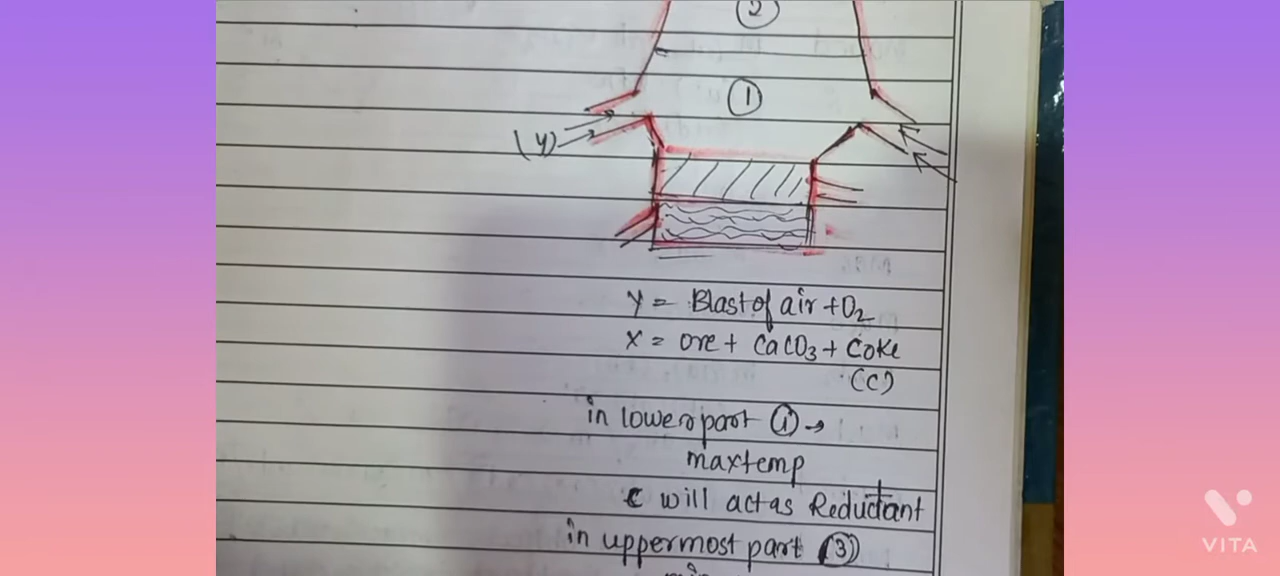 2
1
(y)
y = Blast of air + O2
X = ore + CaCO3 + Coke
(C)
in lower part ① →
max temp
C will act as Reductant
in uppermost part (3)
VITA